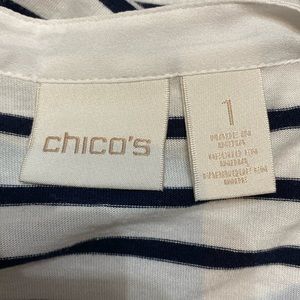 chico's
1
MADE IN
INDIA
HECHO EN
INDIA
FABRIQUÉ EN
INDE